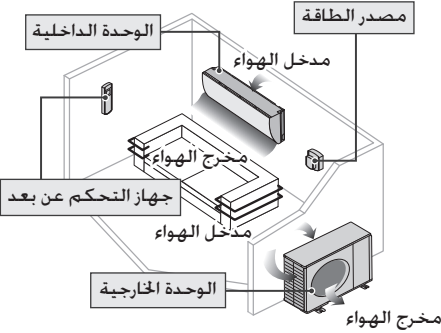 مصدر الطاقة
الوحدة الداخلية
مدخل الهواء
مخرج الهواء
جهاز التحكم عن بعد
مدخل الهواء
الوحدة الخارجية
مخرج الهواء